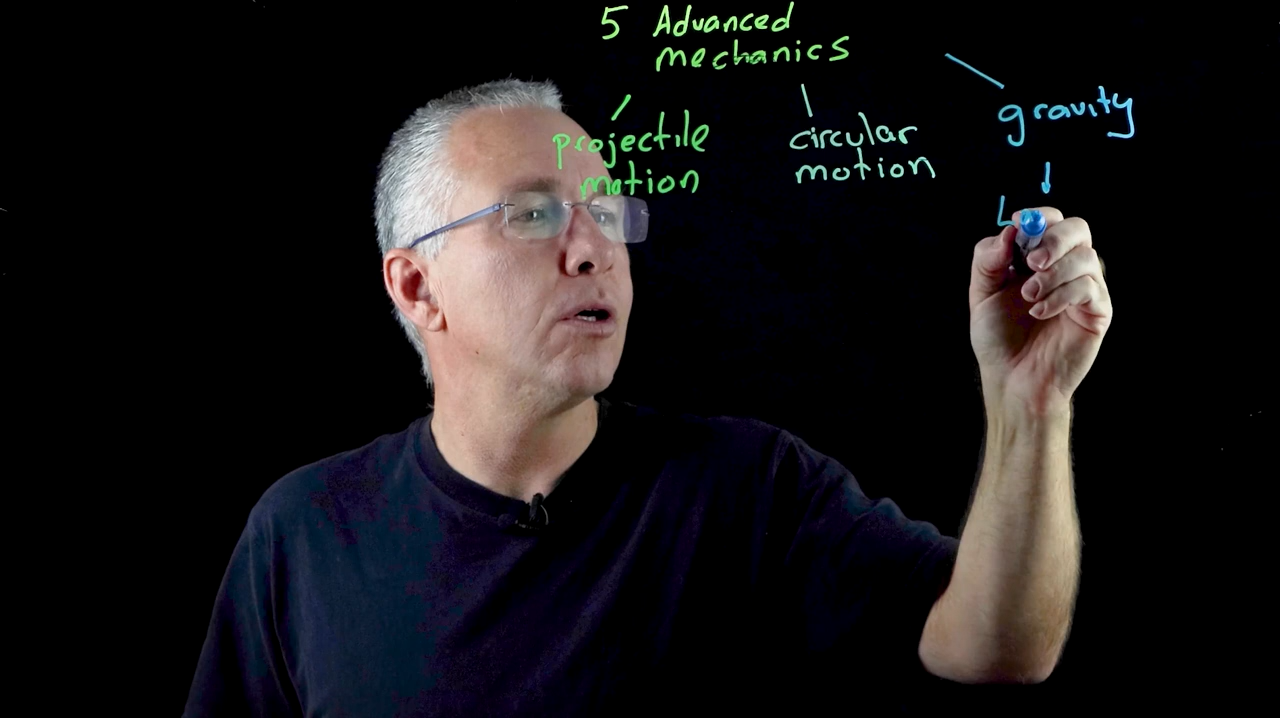 5 Advanced
mechanics
projectile
motion
circular
motion
gravity